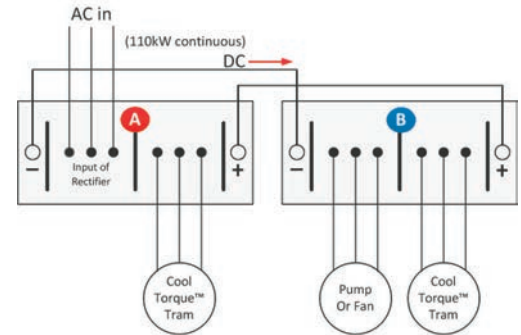 AC in
(110kW continuous)
DC
A
B
−
Input of
Rectifier
+
−
+
Cool
Torque™
Tram
Pump
Or Fan
Cool
Torque™
Tram